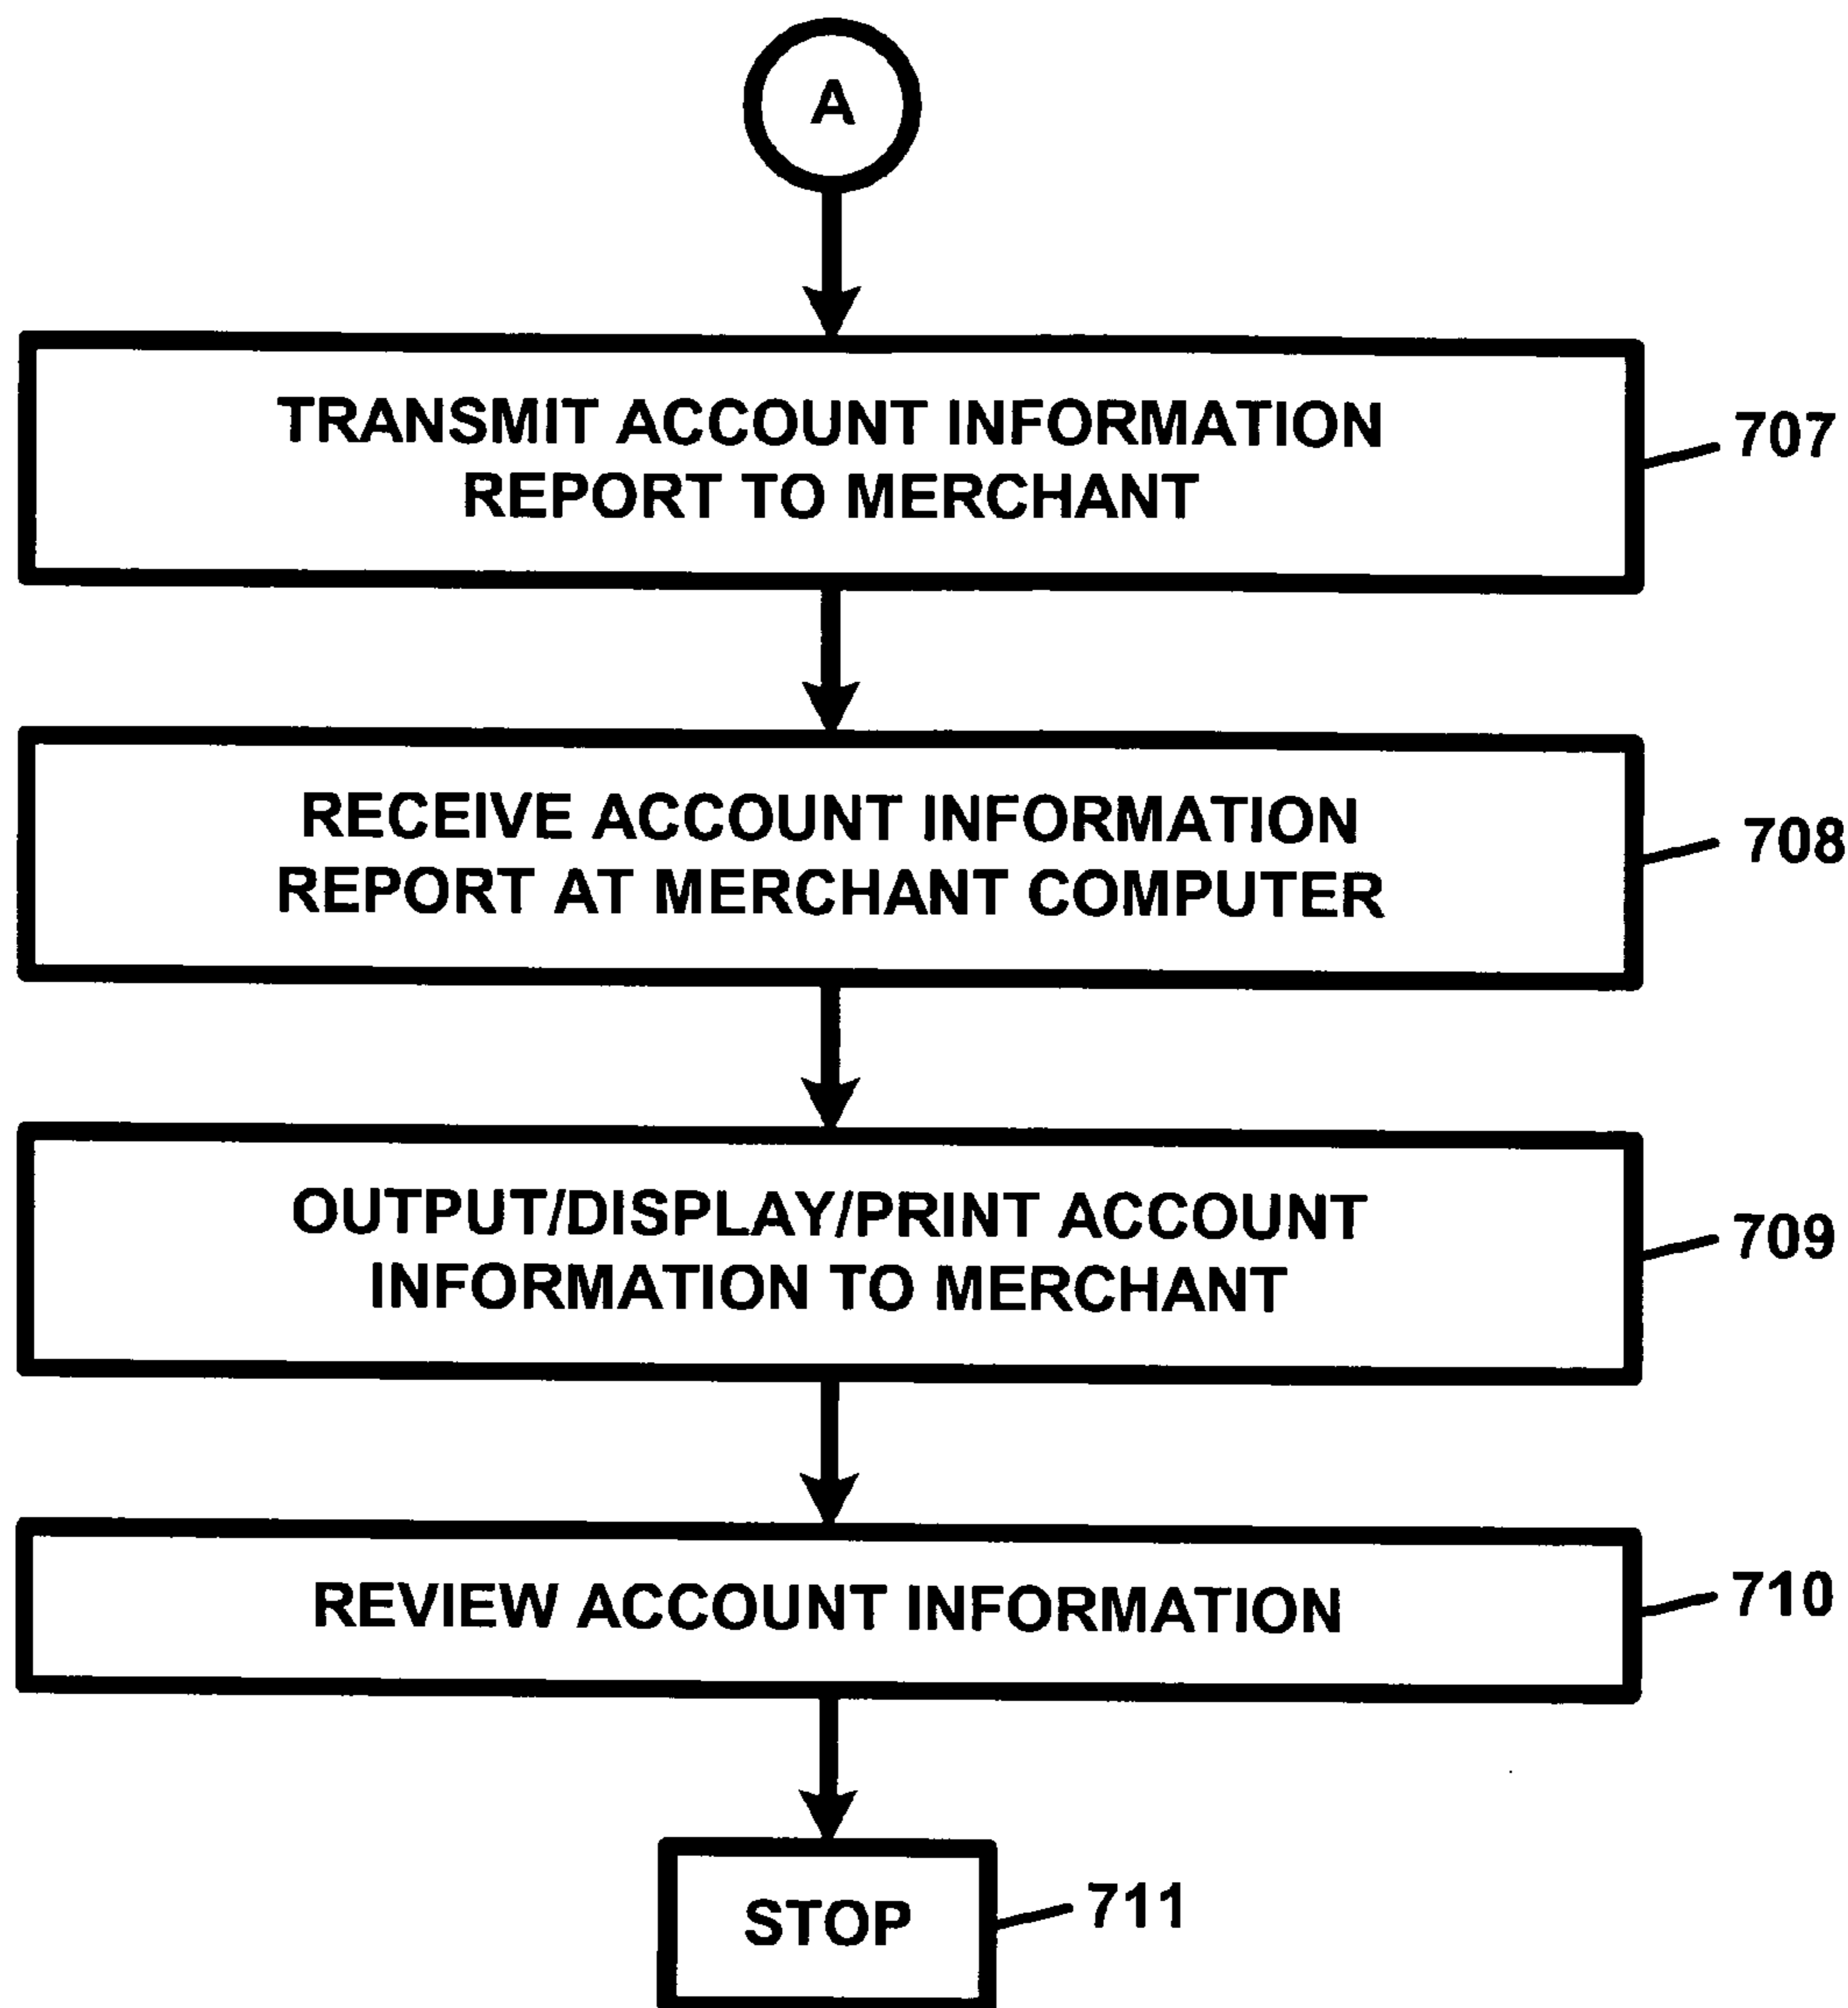 A
TRANSMIT ACCOUNT INFORMATION
REPORT TO MERCHANT
707
RECEIVE ACCOUNT INFORMATION
REPORT AT MERCHANT COMPUTER
708
OUTPUT/DISPLAY/PRINT ACCOUNT
INFORMATION TO MERCHANT
709
REVIEW ACCOUNT INFORMATION
710
STOP
711